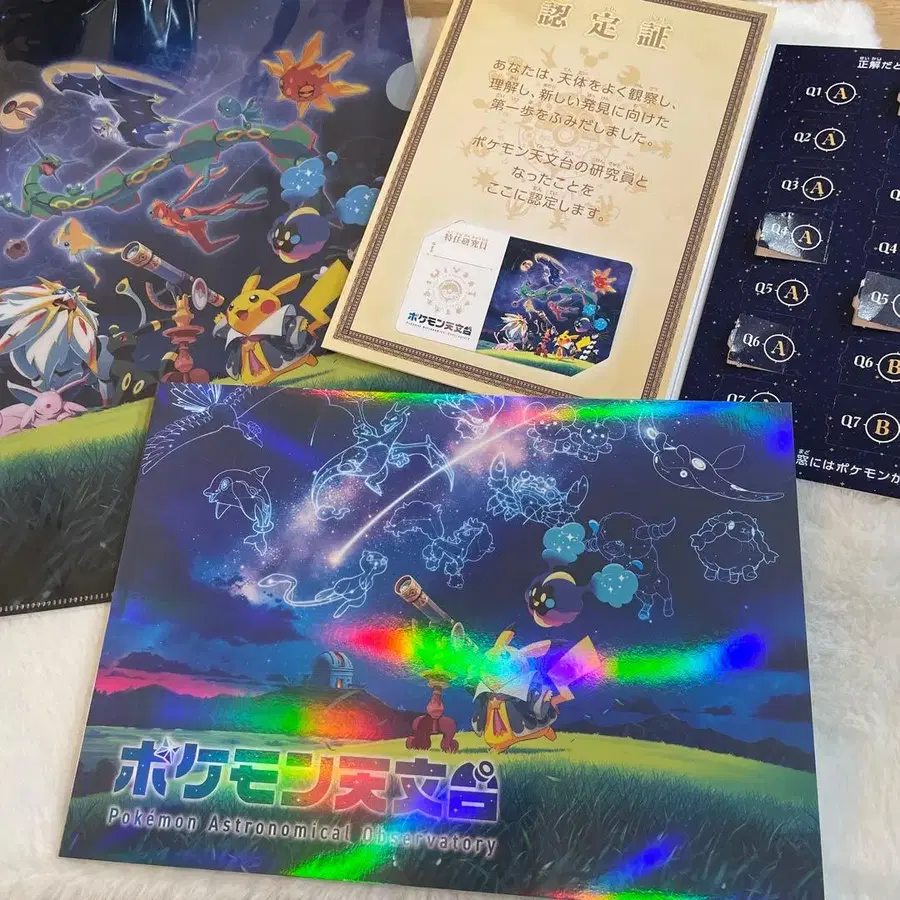 認定証
あなたは、天体をよく観察し、
理解し、新しい発見に向けた
第一歩をふみだしました。
ポケモン天文台の研究員と
なったことを
ここに認定します。
特任研究員
ポケモン天文台
正解だと
Q1 A
Q2 A
Q3 A
Q4 A
Q5 A
Q6 A
Q4
Q5
Q6 B
Q7 B
窓にはポケモンが
ポケモン天文台
Pokémon Astronomical Observatory